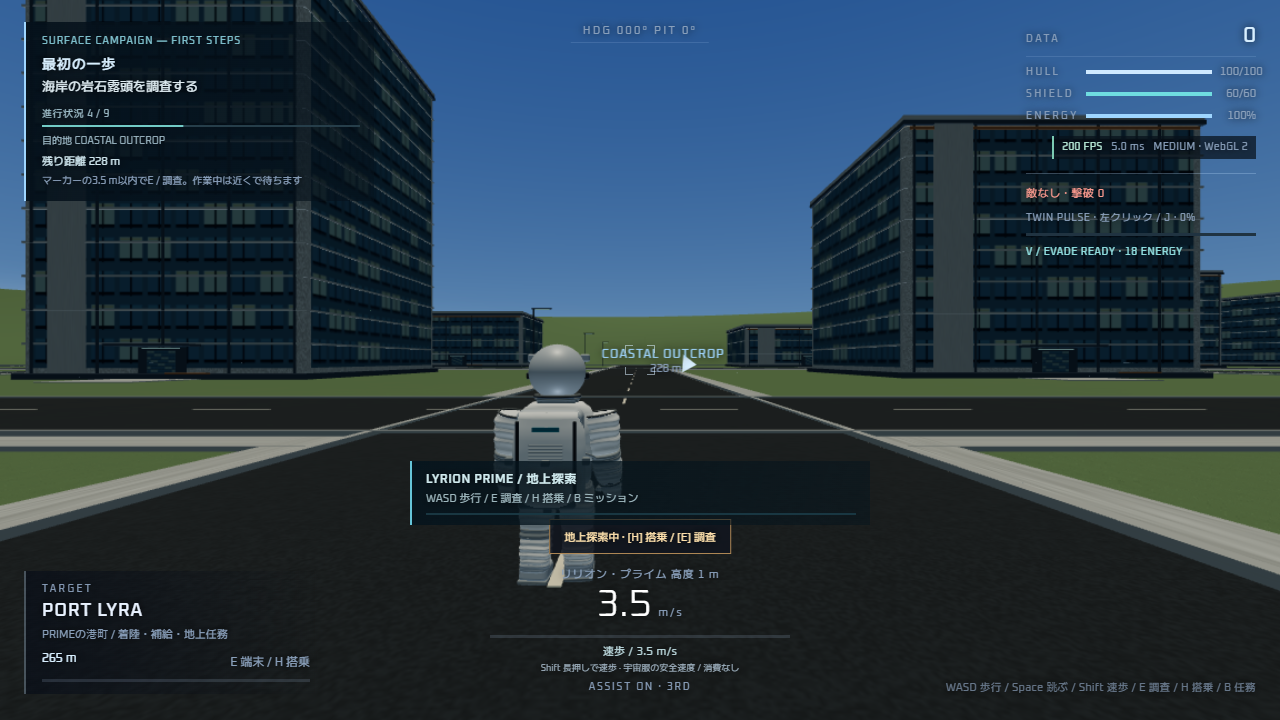 SURFACE CAMPAIGN — FIRST STEPS
最初の一歩
海岸の岩石露頭を調査する
進行状況 4 / 9
目的地 COASTAL OUTCROP
残り距離 228 m
マーカーの3.5 m以内でE / 調査。作業中は近くで待ちます
HDG 000° PIT 0°
DATA 0
HULL 100/100
SHIELD 60/60
ENERGY 100%
200 FPS 5.0 ms MEDIUM · WebGL 2
敵なし · 撃破 0
TWIN PULSE · 左クリック / J · 0%
V / EVADE READY · 18 ENERGY
COASTAL OUTCROP
228 m
LYRION PRIME / 地上探索
WASD 歩行 / E 調査 / H 搭乗 / B ミッション
地上探索中 · [H] 搭乗 / [E] 調査
リリオン・プライム 高度 1 m
3.5 m/s
速歩 / 3.5 m/s
Shift 長押しで速歩 · 宇宙服の安全速度 / 消費なし
ASSIST ON · 3RD
TARGET
PORT LYRA
PRIMEの港町 / 着陸・補給・地上任務
265 m E 端末 / H 搭乗
WASD 歩行 / Space 跳ぶ / Shift 速歩 / E 調査 / H 搭乗 / B 任務